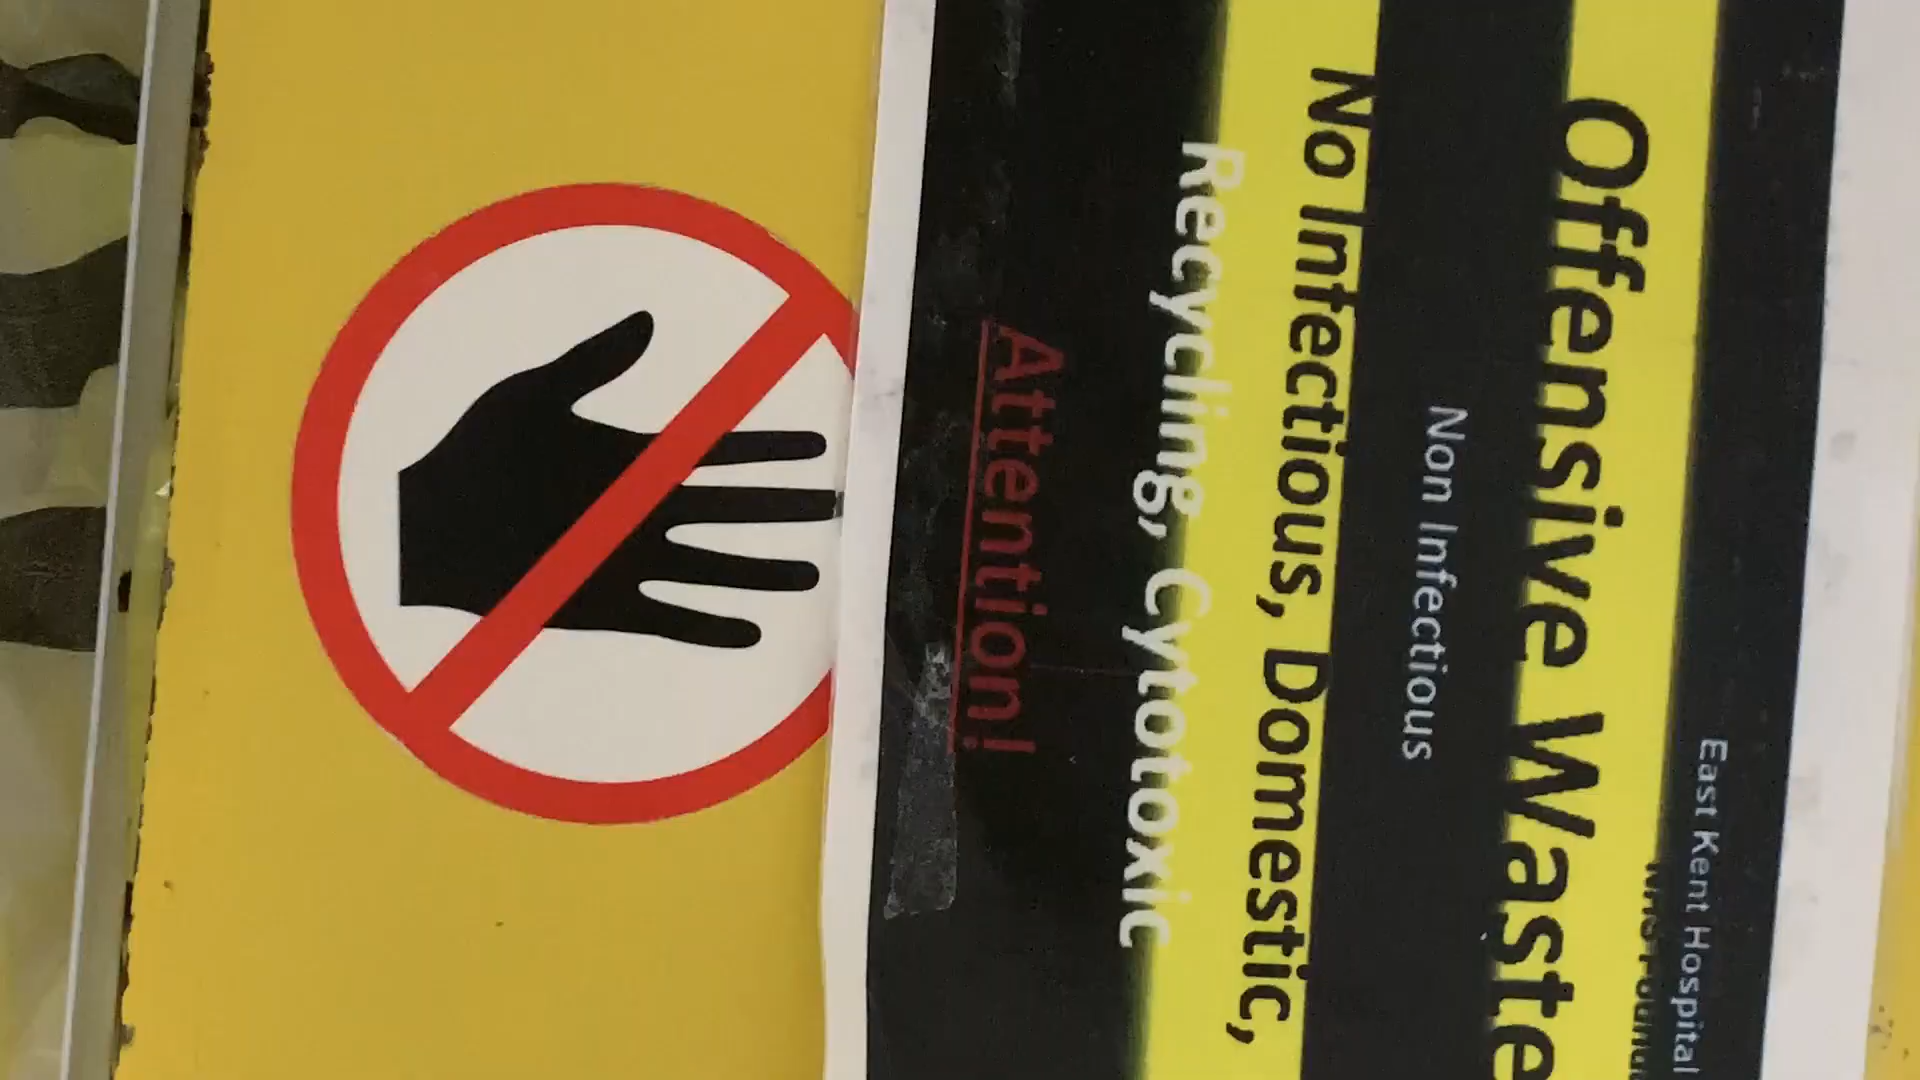 East Kent Hospital
Offensive Waste
Non Infectious
No Infectious, Domestic,
Recycling, Cytotoxic
Attention!